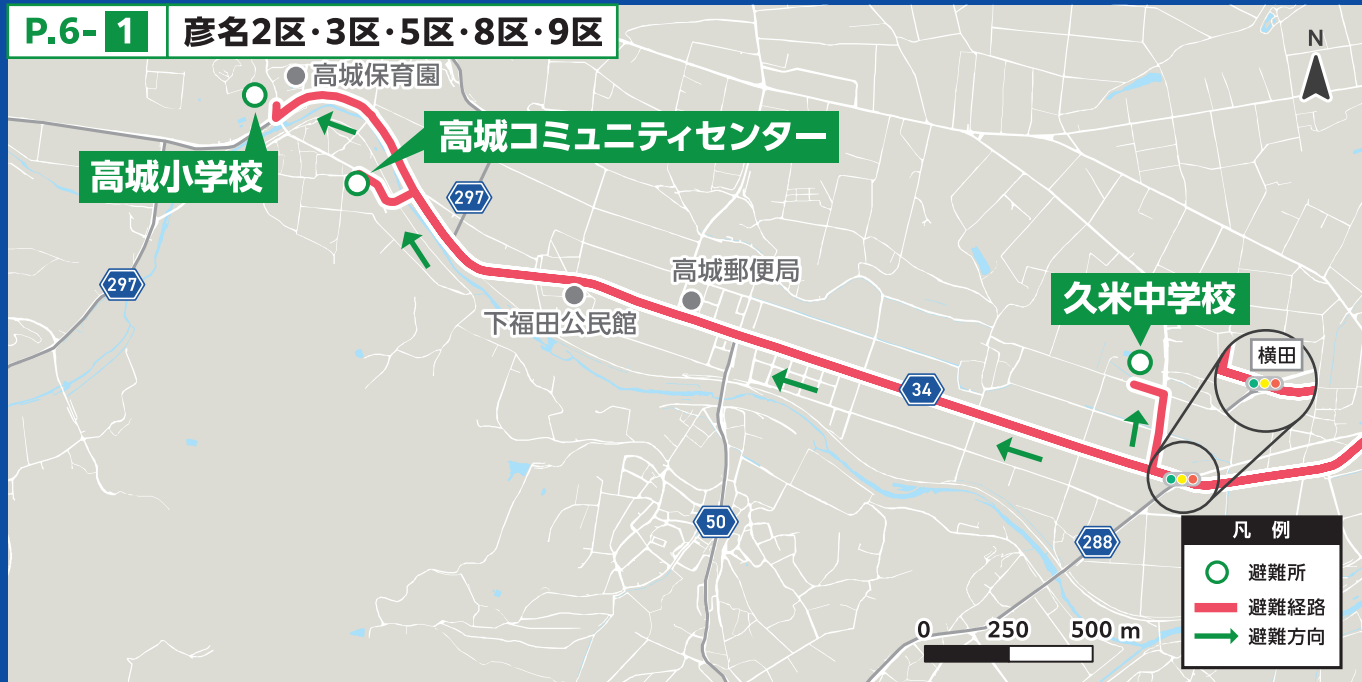 P.6- 1 彦名2区・3区・5区・8区・9区
N
高城保育園
高城コミュニティセンター
高城小学校
297
297
高城郵便局
下福田公民館
久米中学校
横田
34
50
288
凡 例
避難所
避難経路
避難方向
0 250 500 m